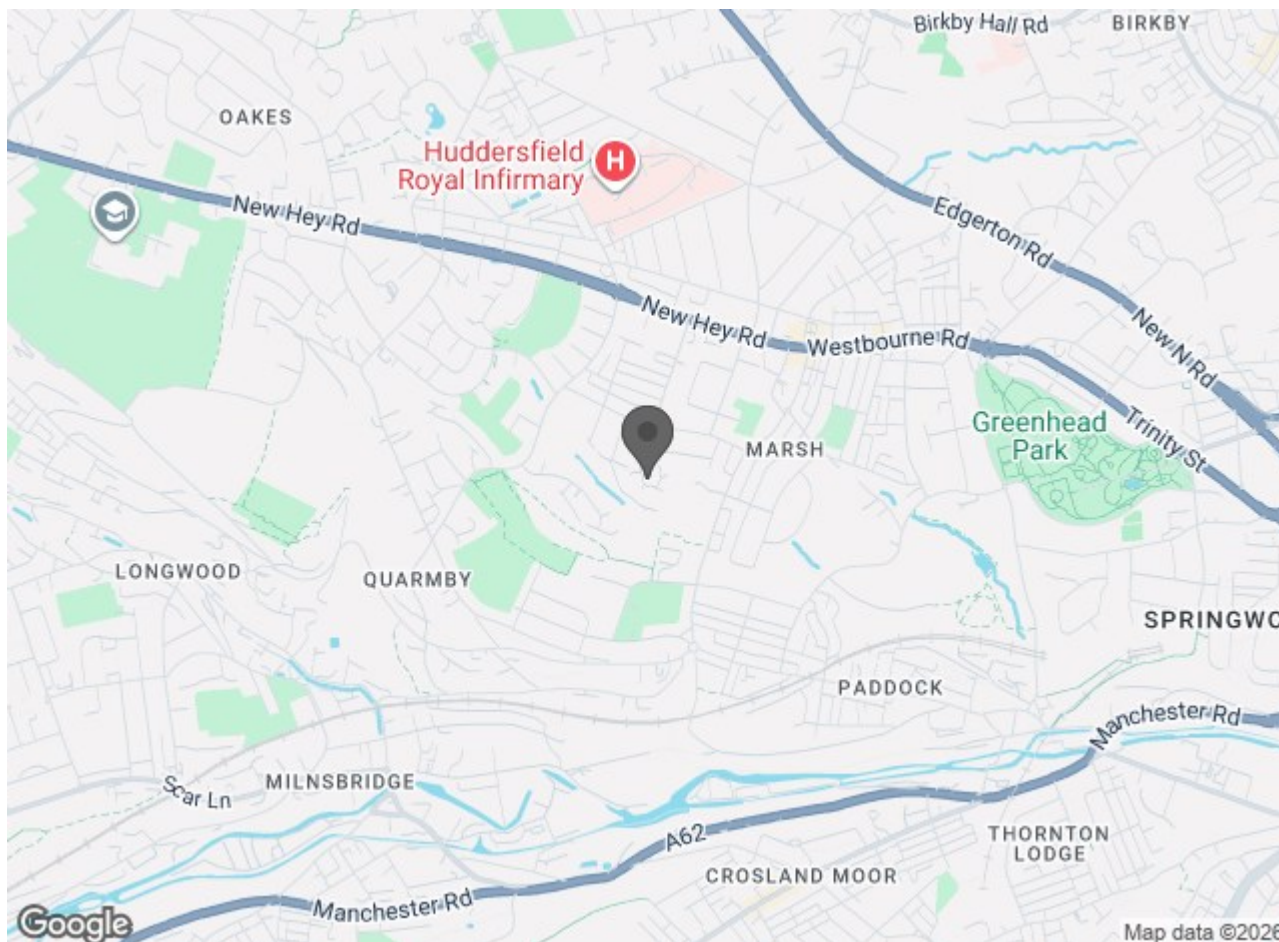 Birkby Hall Rd
BIRKBY
OAKES
Huddersfield
Royal Infirmary
H
New Hey Rd
Edgerton Rd
New Hey Rd
Westbourne Rd
New N Rd
Greenhead
Park
Trinity St
MARSH
LONGWOOD
QUARMBY
SPRINGWO
PADDOCK
Manchester Rd
MILNSBRIDGE
Scar Ln
A62
THORNTON
LODGE
CROSLAND MOOR
Manchester Rd
Google
Map data ©2026